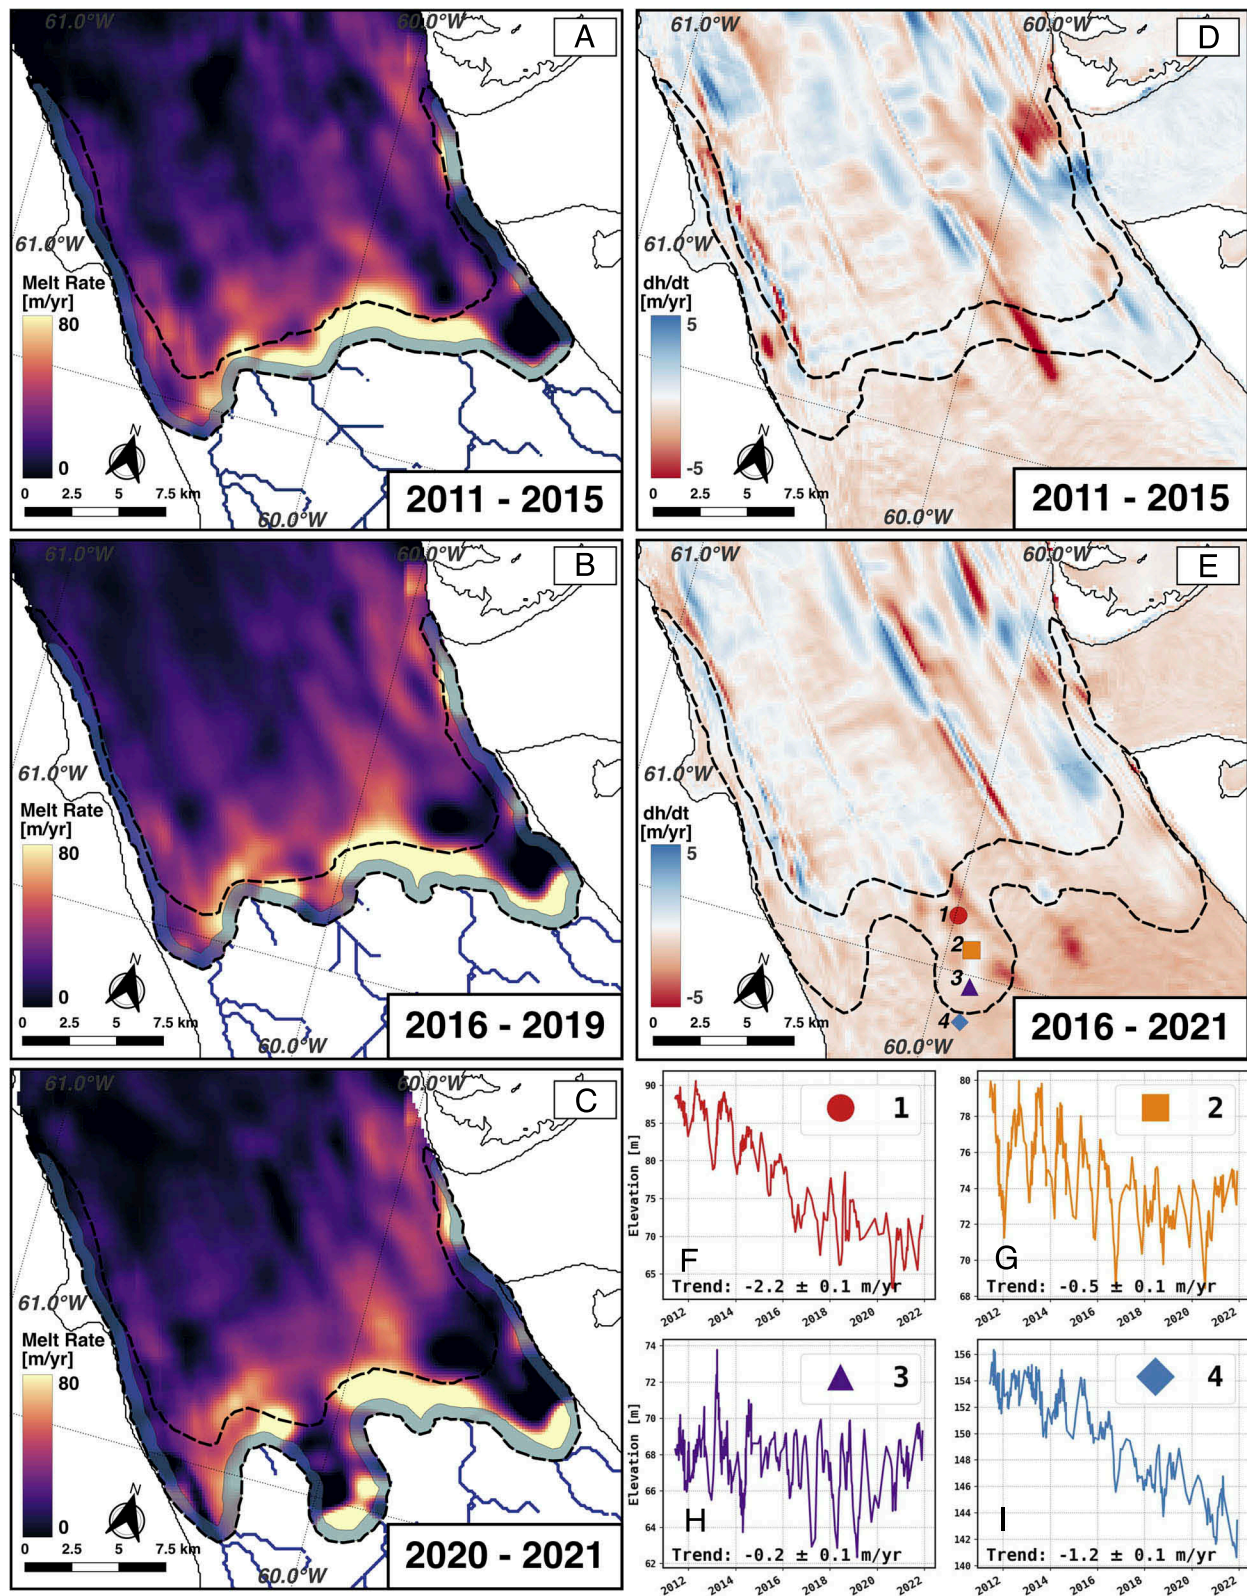 61.0°W
60.0°W
A
61.0°W
Melt Rate
[m/yr]
80
0
N
0 2.5 5 7.5 km
60.0°W
2011 - 2015
61.0°W
60.0°W
D
61.0°W
dh/dt
[m/yr]
5
-5
N
0 2.5 5 7.5 km
60.0°W
2011 - 2015
61.0°W
60.0°W
B
61.0°W
Melt Rate
[m/yr]
80
0
N
0 2.5 5 7.5 km
60.0°W
2016 - 2019
61.0°W
60.0°W
E
61.0°W
dh/dt
[m/yr]
5
-5
1
2
3
4
N
0 2.5 5 7.5 km
60.0°W
2016 - 2021
61.0°W
60.0°W
C
61.0°W
Melt Rate
[m/yr]
80
0
N
0 2.5 5 7.5 km
60.0°W
2020 - 2021
Elevation [m]
90
85
80
75
70
65
1
F
Trend: -2.2 ± 0.1 m/yr
2012 2014 2016 2018 2020 2022
80
78
76
74
72
70
68
2
G
Trend: -0.5 ± 0.1 m/yr
2012 2014 2016 2018 2020 2022
Elevation [m]
74
72
70
68
66
64
62
3
H
Trend: -0.2 ± 0.1 m/yr
2012 2014 2016 2018 2020 2022
156
154
152
150
148
146
144
142
140
4
I
Trend: -1.2 ± 0.1 m/yr
2012 2014 2016 2018 2020 2022